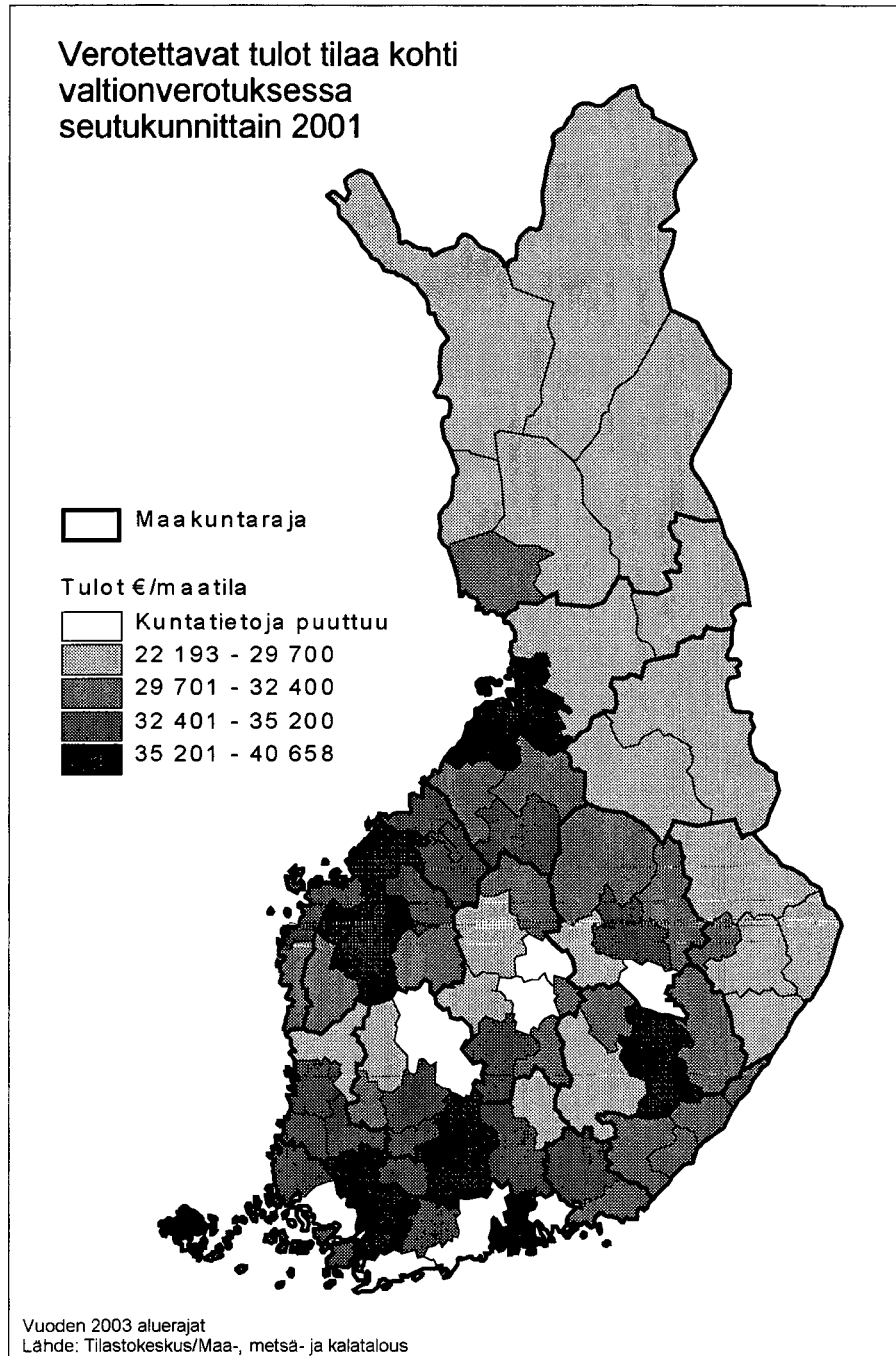 Verotettavat tulot tilaa kohti
valtionverotuksessa
seutukunnittain 2001
Maakuntaraja
Tulot €/maatila
Kuntatietoja puuttuu
22 193 - 29 700
29 701 - 32 400
32 401 - 35 200
35 201 - 40 658
Vuoden 2003 aluerajat
Lähde: Tilastokeskus/Maa-, metsä- ja kalatalous